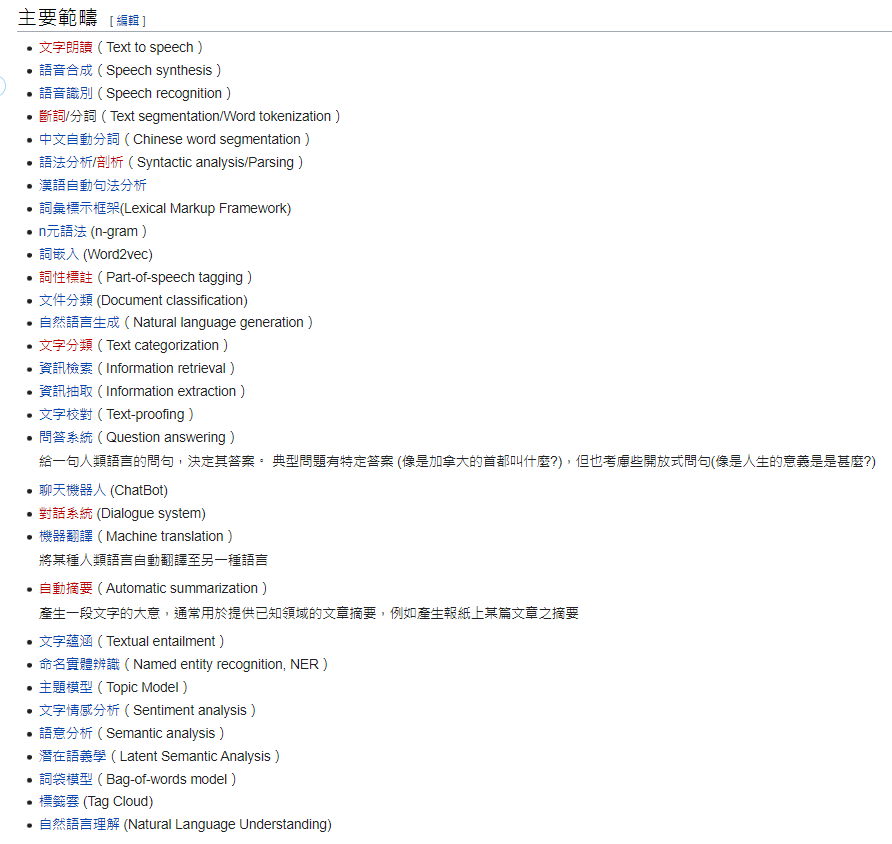 主要範疇 [編輯]
文字朗讀（Text to speech）
語音合成（Speech synthesis）
語音識別（Speech recognition）
斷詞/分詞（Text segmentation/Word tokenization）
中文自動分詞（Chinese word segmentation）
語法分析/剖析（Syntactic analysis/Parsing）
漢語自動句法分析
詞彙標示框架(Lexical Markup Framework)
n元語法 (n-gram）
詞嵌入 (Word2vec)
詞性標註（Part-of-speech tagging）
文件分類 (Document classification)
自然語言生成（Natural language generation）
文字分類（Text categorization）
資訊檢索（Information retrieval）
資訊抽取（Information extraction）
文字校對（Text-proofing）
問答系統（Question answering）
給一句人類語言的問句，決定其答案。 典型問題有特定答案 (像是加拿大的首都叫什麼?)，但也考慮些開放式問句(像是人生的意義是是甚麼?)
聊天機器人 (ChatBot)
對話系統 (Dialogue system)
機器翻譯（Machine translation）
將某種人類語言自動翻譯至另一種語言
自動摘要（Automatic summarization）
產生一段文字的大意，通常用於提供已知領域的文章摘要，例如產生報紙上某篇文章之摘要
文字蘊涵（Textual entailment）
命名實體辨識（Named entity recognition, NER）
主題模型（Topic Model）
文字情感分析（Sentiment analysis）
語意分析（Semantic analysis）
潛在語義學（Latent Semantic Analysis）
詞袋模型（Bag-of-words model）
標籤雲 (Tag Cloud)
自然語言理解 (Natural Language Understanding)